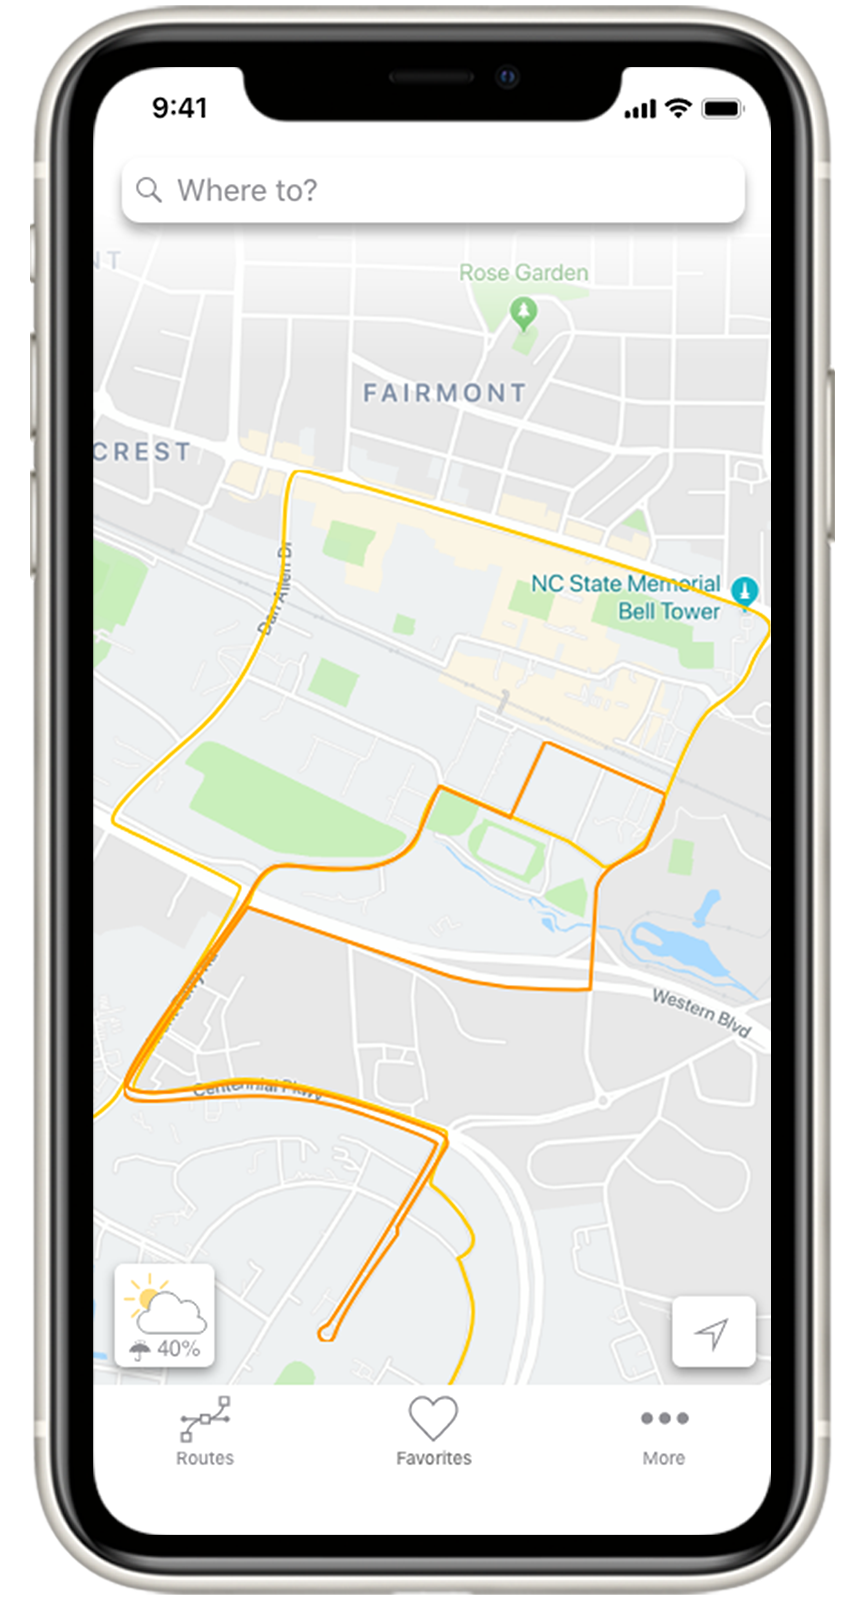 9:41
Where to?
NT
Rose Garden
FAIRMONT
CREST
Dan Allen Dr
NC State Memorial
Bell Tower
Western Blvd
Centennial Pkwy
40%
Routes
Favorites
More